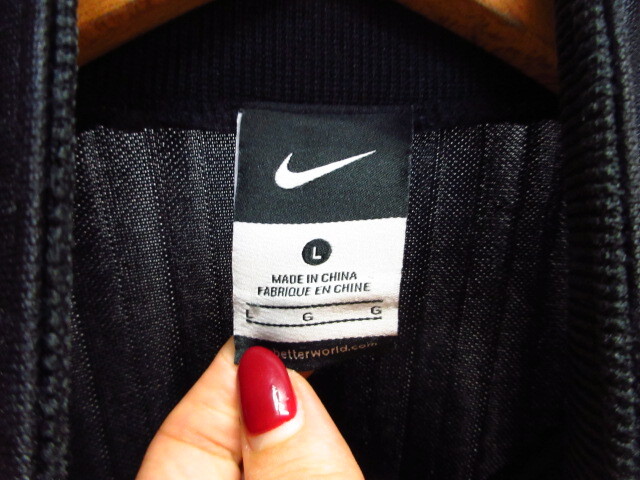 L
MADE IN CHINA
FABRIQUE EN CHINE
L G G
betterworld.com